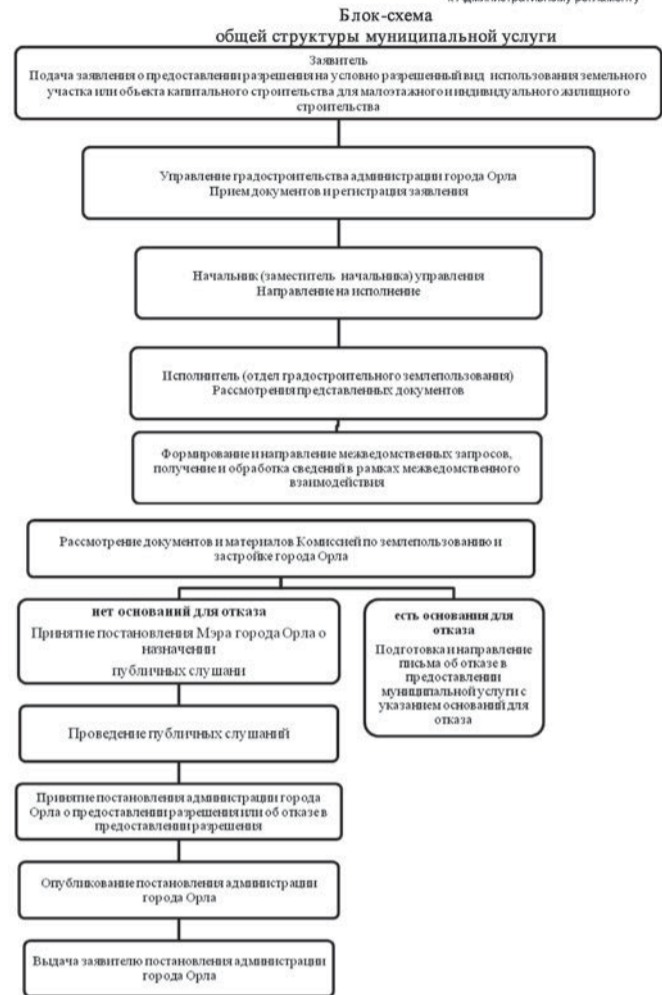 к Административному регламенту
Блок-схема
общей структуры муниципальной услуги
Заявитель
Подача заявления о предоставлении разрешения на условно разрешенный вид использования земельного
участка или объекта капитального строительства для малоэтажного и индивидуального жилищного
строительства
Управление градостроительства администрации города Орла
Прием документов и регистрация заявления
Начальник (заместитель начальника) управления
Направление на исполнение
Исполнитель (отдел градостроительного землепользования)
Рассмотрения представленных документов
Формирование и направление межведомственных запросов,
получение и обработка сведений в рамках межведомственного
взаимодействия
Рассмотрение документов и материалов Комиссией по землепользованию и
застройке города Орла
нет оснований для отказа
Принятие постановления Мэра города Орла о
назначении
публичных слушани
есть основания для
отказа
Подготовка и направление
письма об отказе в
предоставлении
муниципальной услуги с
указанием оснований для
отказа
Проведение публичных слушаний
Принятие постановления администрации города
Орла о предоставлении разрешения или об отказе в
предоставлении разрешения
Опубликование постановления администрации
города Орла
Выдача заявителю постановления администрации
города Орла